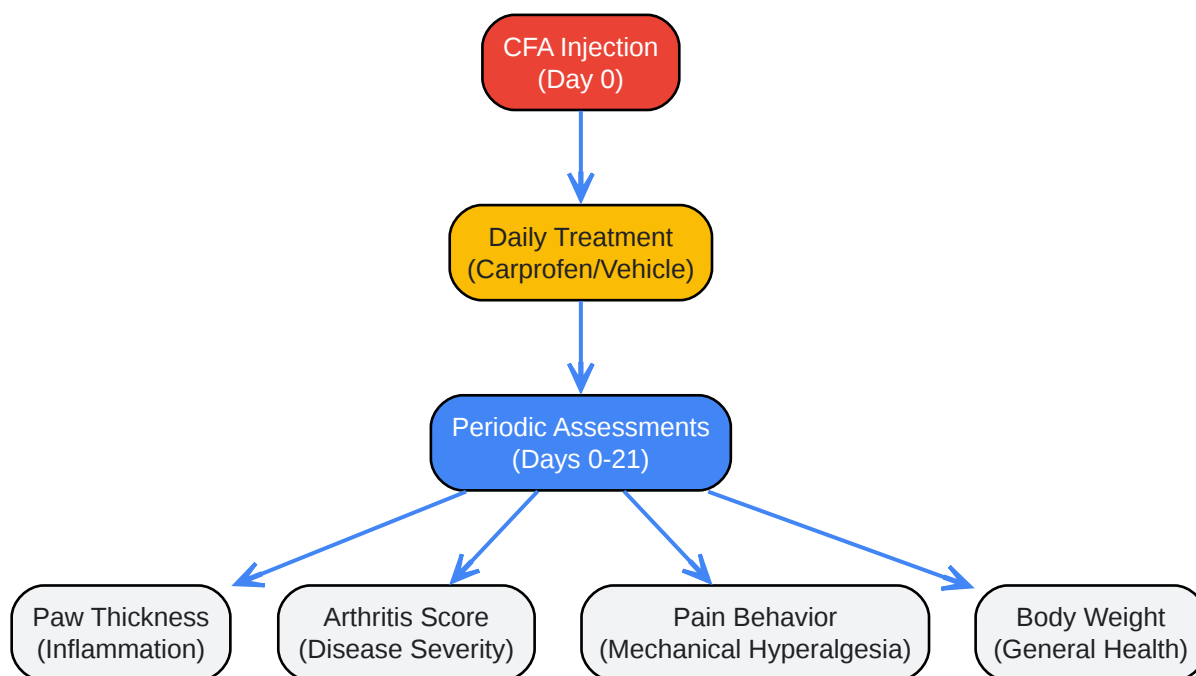 CFA Injection
(Day 0)
Daily Treatment
(Carprofen/Vehicle)
Periodic Assessments
(Days 0-21)
Paw Thickness
(Inflammation)
Arthritis Score
(Disease Severity)
Pain Behavior
(Mechanical Hyperalgesia)
Body Weight
(General Health)